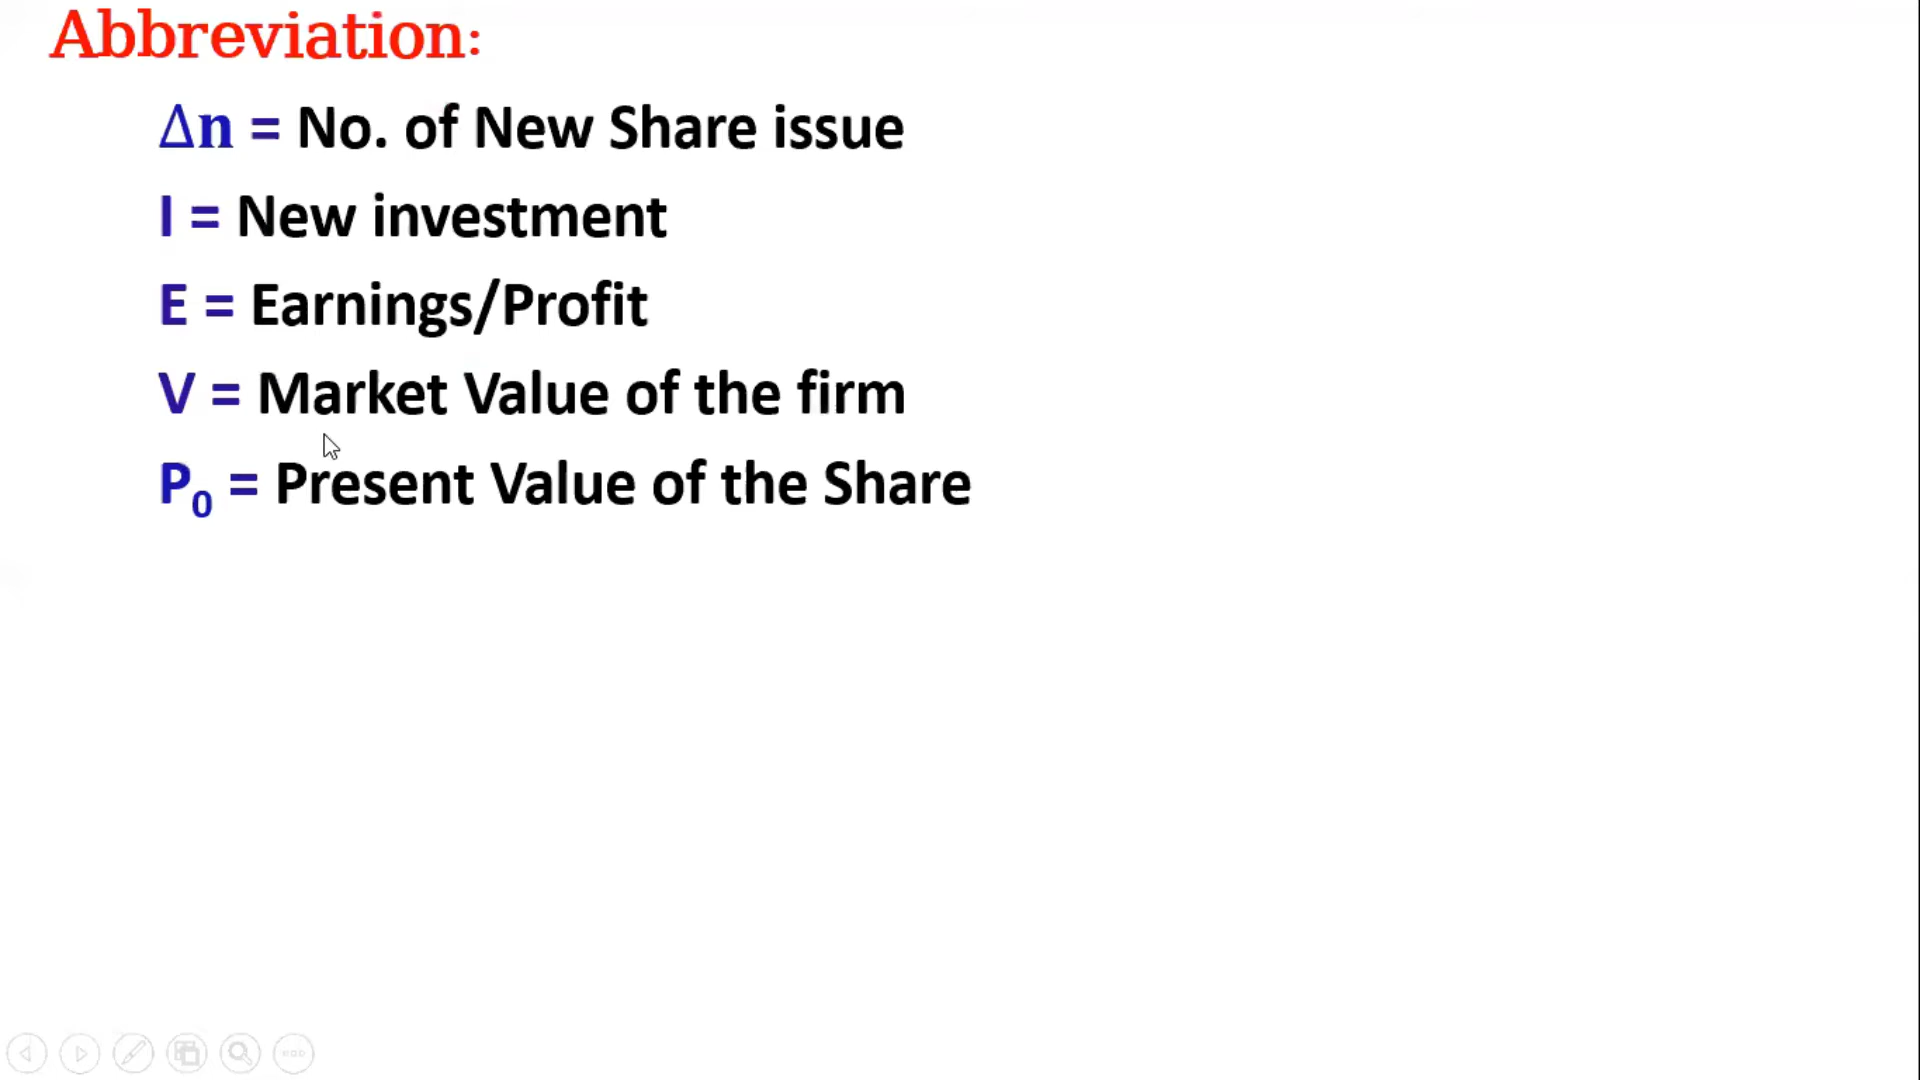 Abbreviation:
Δn = No. of New Share issue
I = New investment
E = Earnings/Profit
V = Market Value of the firm
P₀ = Present Value of the Share